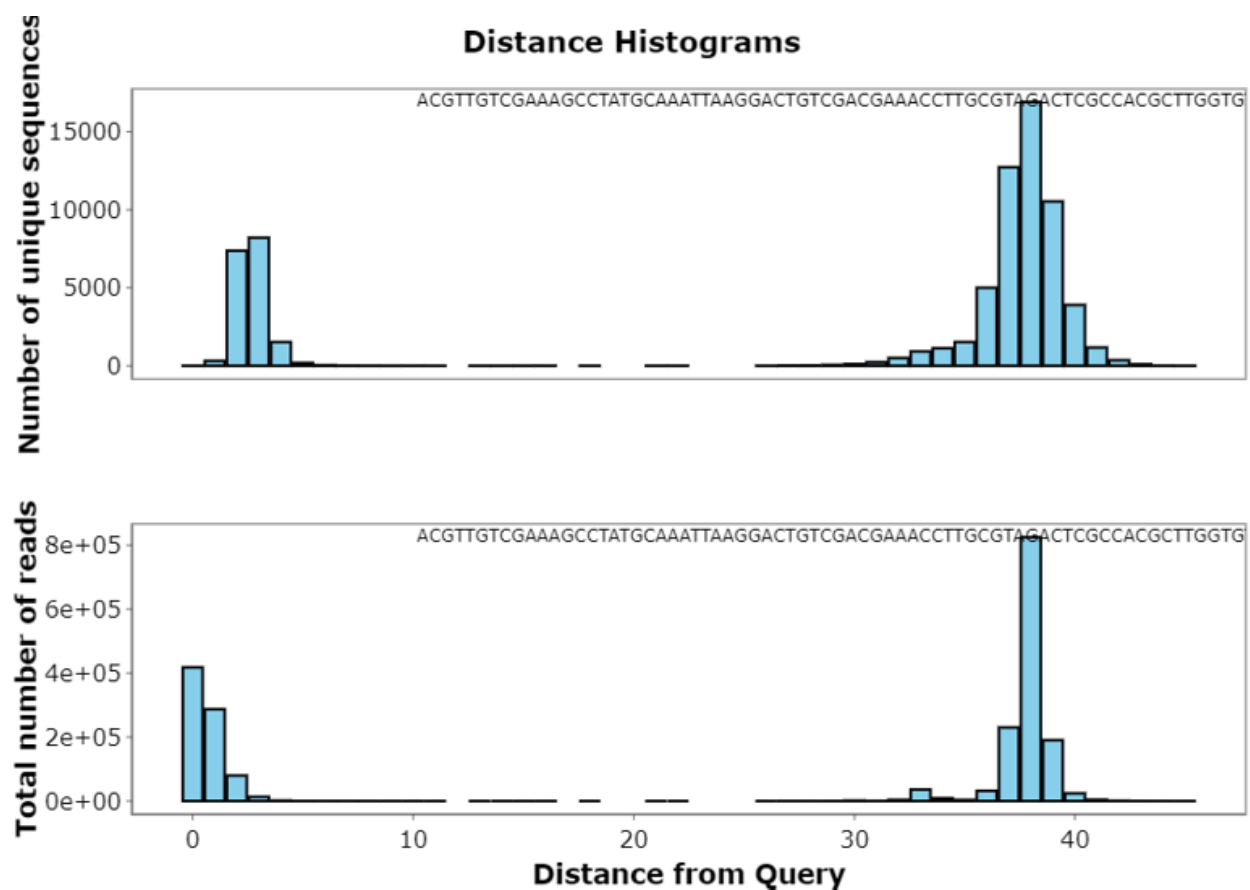 Distance Histograms
Number of unique sequences
ACGTTGTCGAAAGCCTATGCAAATTAAGGACTGTCGACGAAACCTTGCGTAGACTCGCCACGCTTGGTG
15000
10000
5000
0
Total number of reads
ACGTTGTCGAAAGCCTATGCAAATTAAGGACTGTCGACGAAACCTTGCGTAGACTCGCCACGCTTGGTG
8e+05
6e+05
4e+05
2e+05
0e+00
0 10 20 30 40
Distance from Query